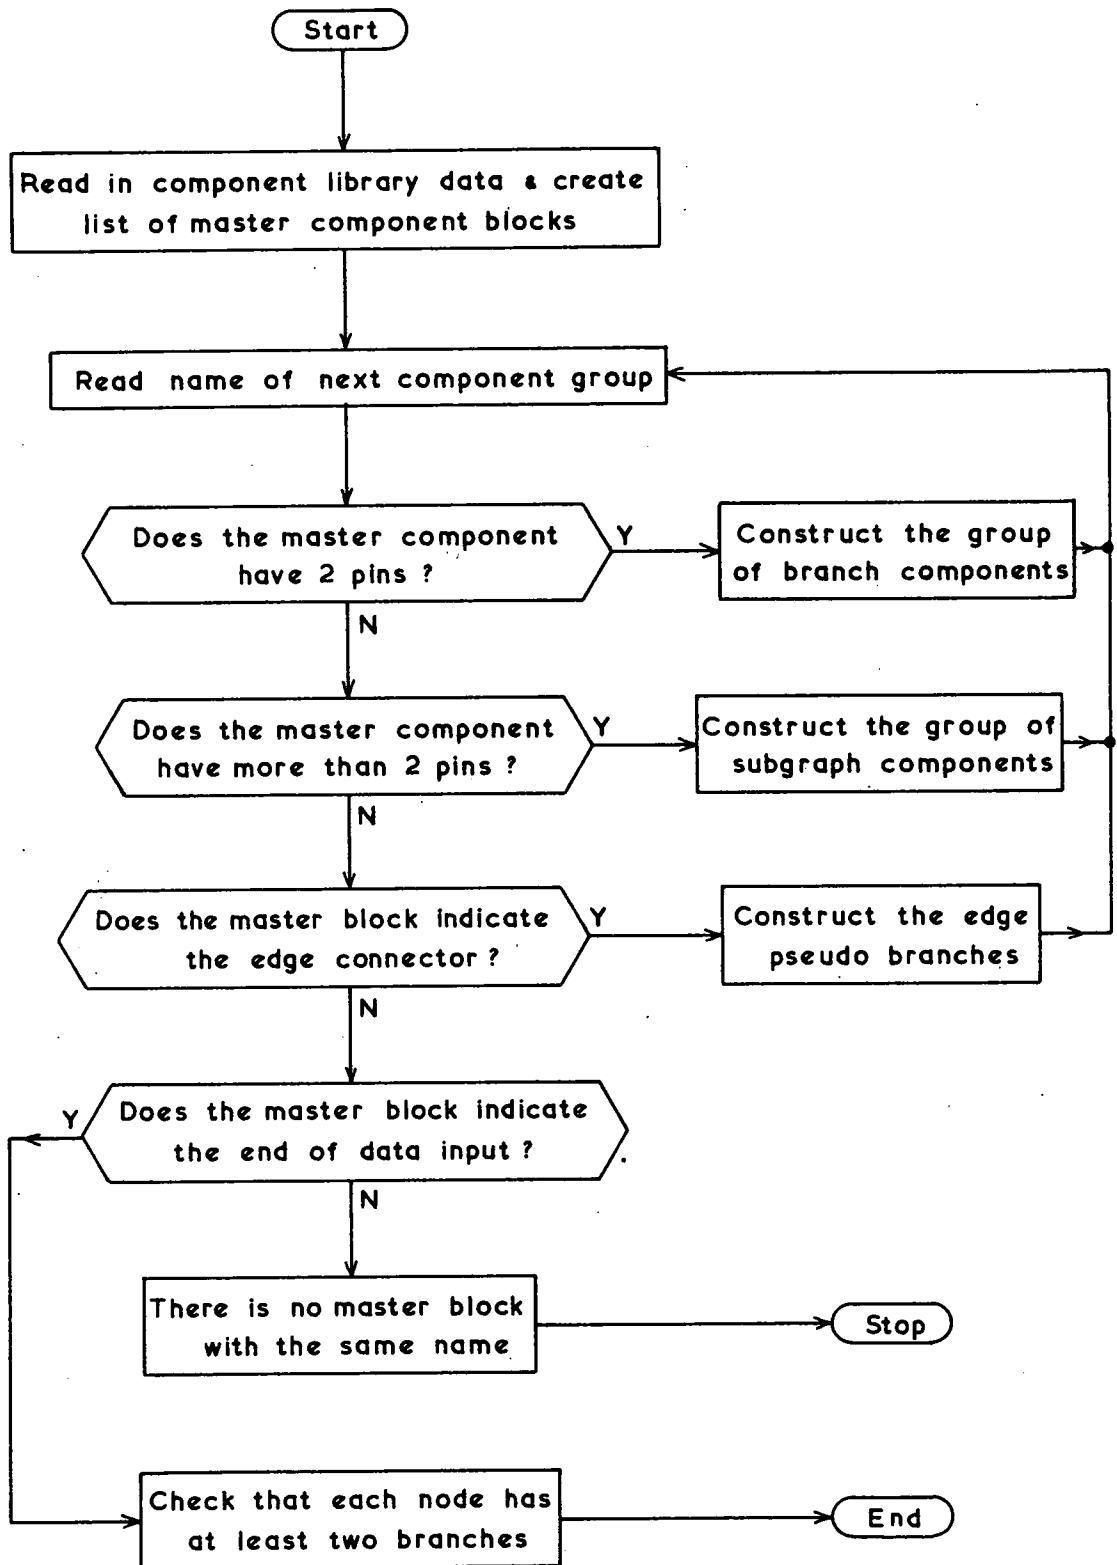 Start
Read in component library data & create
list of master component blocks
Read name of next component group
Does the master component
have 2 pins ?
Y
Construct the group
of branch components
N
Does the master component
have more than 2 pins ?
Y
Construct the group of
subgraph components
N
Does the master block indicate
the edge connector ?
Y
Construct the edge
pseudo branches
N
Does the master block indicate
the end of data input ?
Y
N
There is no master block
with the same name
Stop
Check that each node has
at least two branches
End